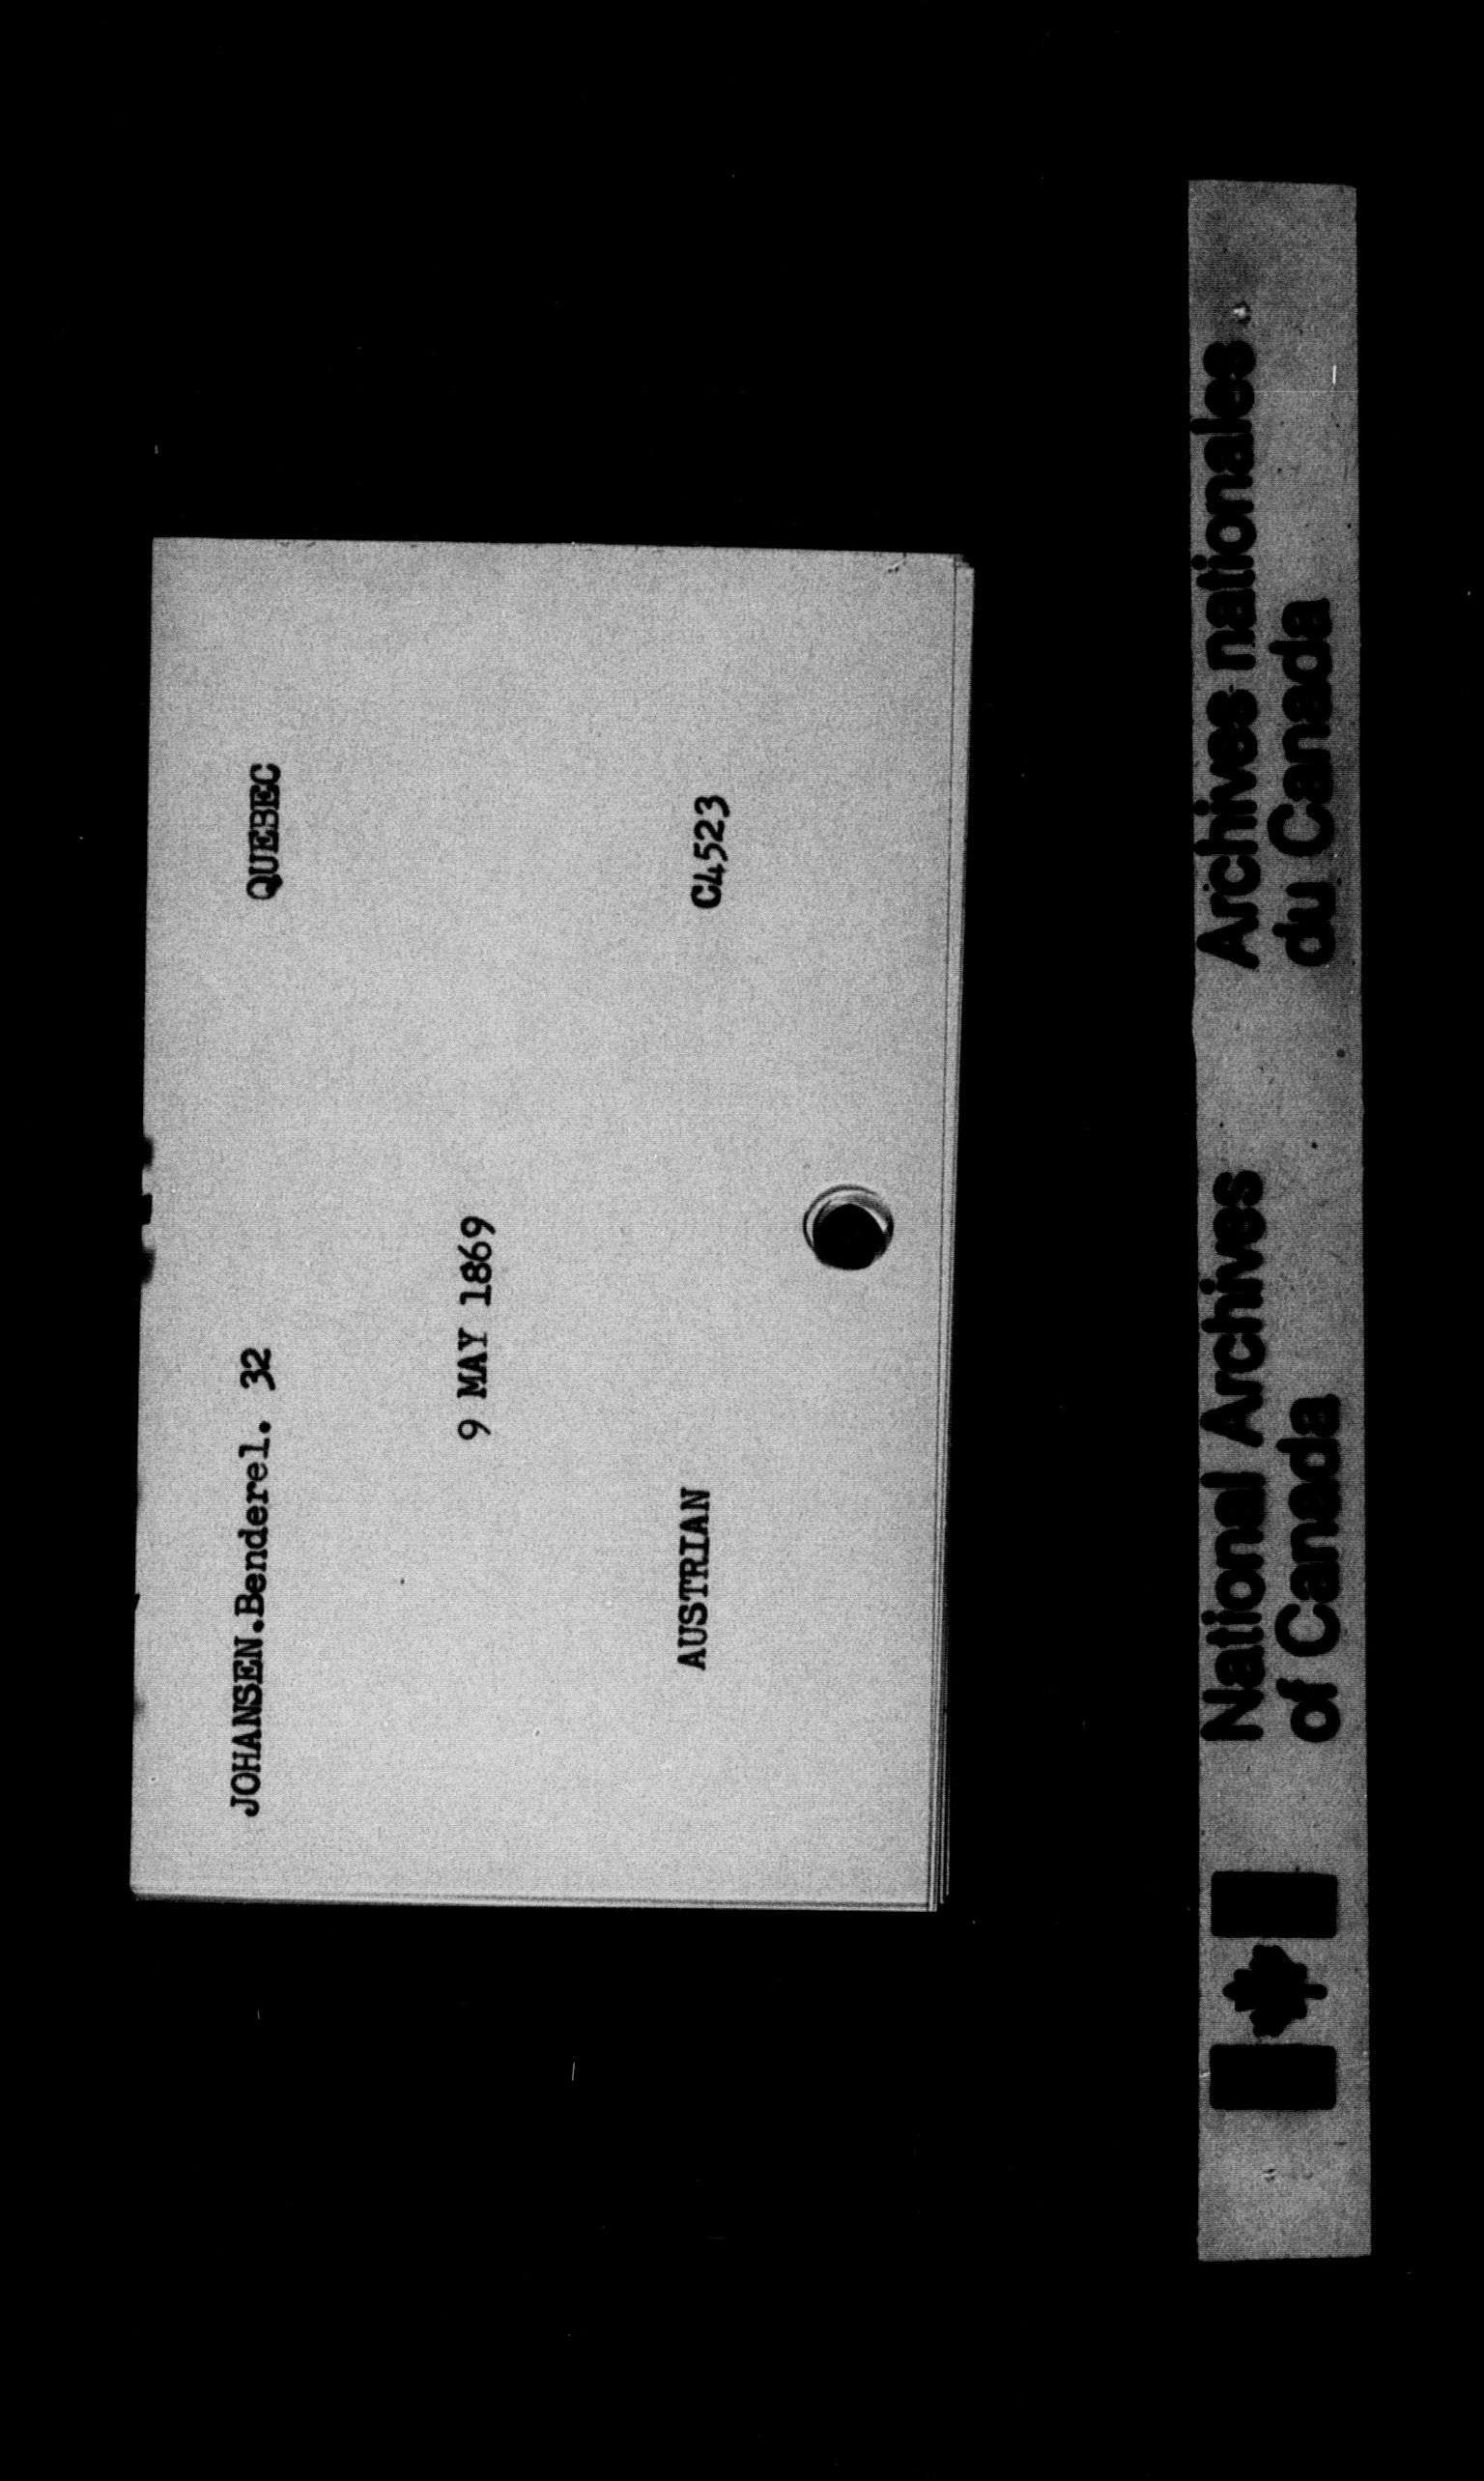 JOHANSEN.Benderel. 32 QUEBEC
9 MAY 1869
AUSTRIAN C4523
National Archives
of Canada
Archives nationales
du Canada